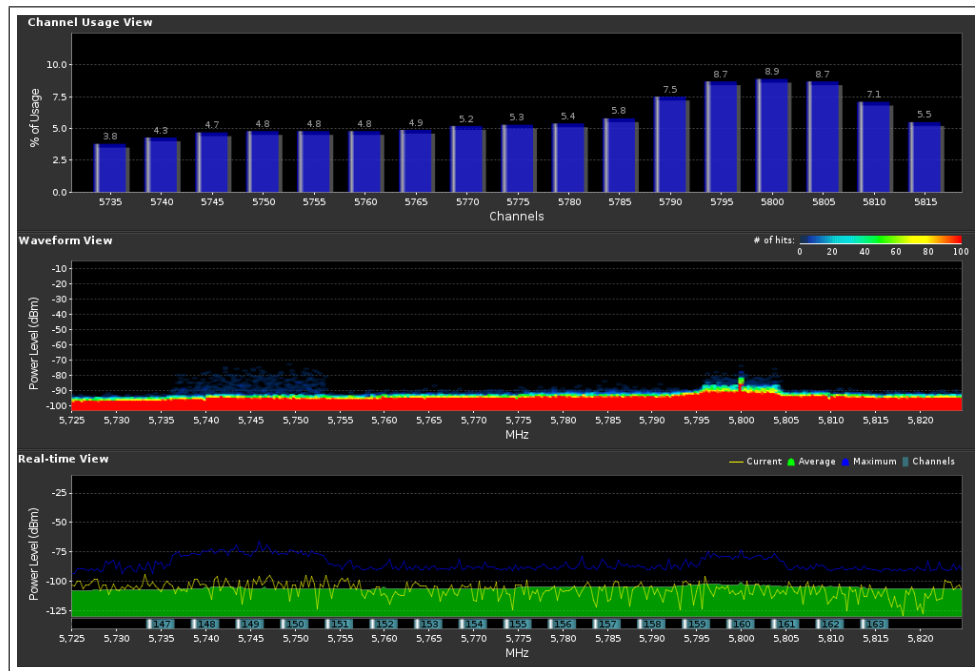 Channel Usage View
% of Usage
10.0
7.5
5.0
2.5
0.0
3.8
4.3
4.7
4.8
4.8
4.8
4.9
5.2
5.3
5.4
5.8
7.5
8.7
8.9
8.7
7.1
5.5
5735 5740 5745 5750 5755 5760 5765 5770 5775 5780 5785 5790 5795 5800 5805 5810 5815
Channels
Waveform View
# of hits:
0 20 40 60 80 100
Power Level (dBm)
-10
-20
-30
-40
-50
-60
-70
-80
-90
-100
5,725 5,730 5,735 5,740 5,745 5,750 5,755 5,760 5,765 5,770 5,775 5,780 5,786 5,790 5,795 5,800 5,805 5,811 5,815 5,820
MHz
Real-time View
Current Average Maximum Channels
Power Level (dBm)
-25
-50
-75
-100
-125
147 148 149 150 151 152 153 154 155 156 157 158 159 160 161 162 163
5,725 5,730 5,735 5,740 5,745 5,750 5,755 5,760 5,765 5,770 5,775 5,780 5,786 5,790 5,795 5,800 5,805 5,811 5,815 5,820
MHz